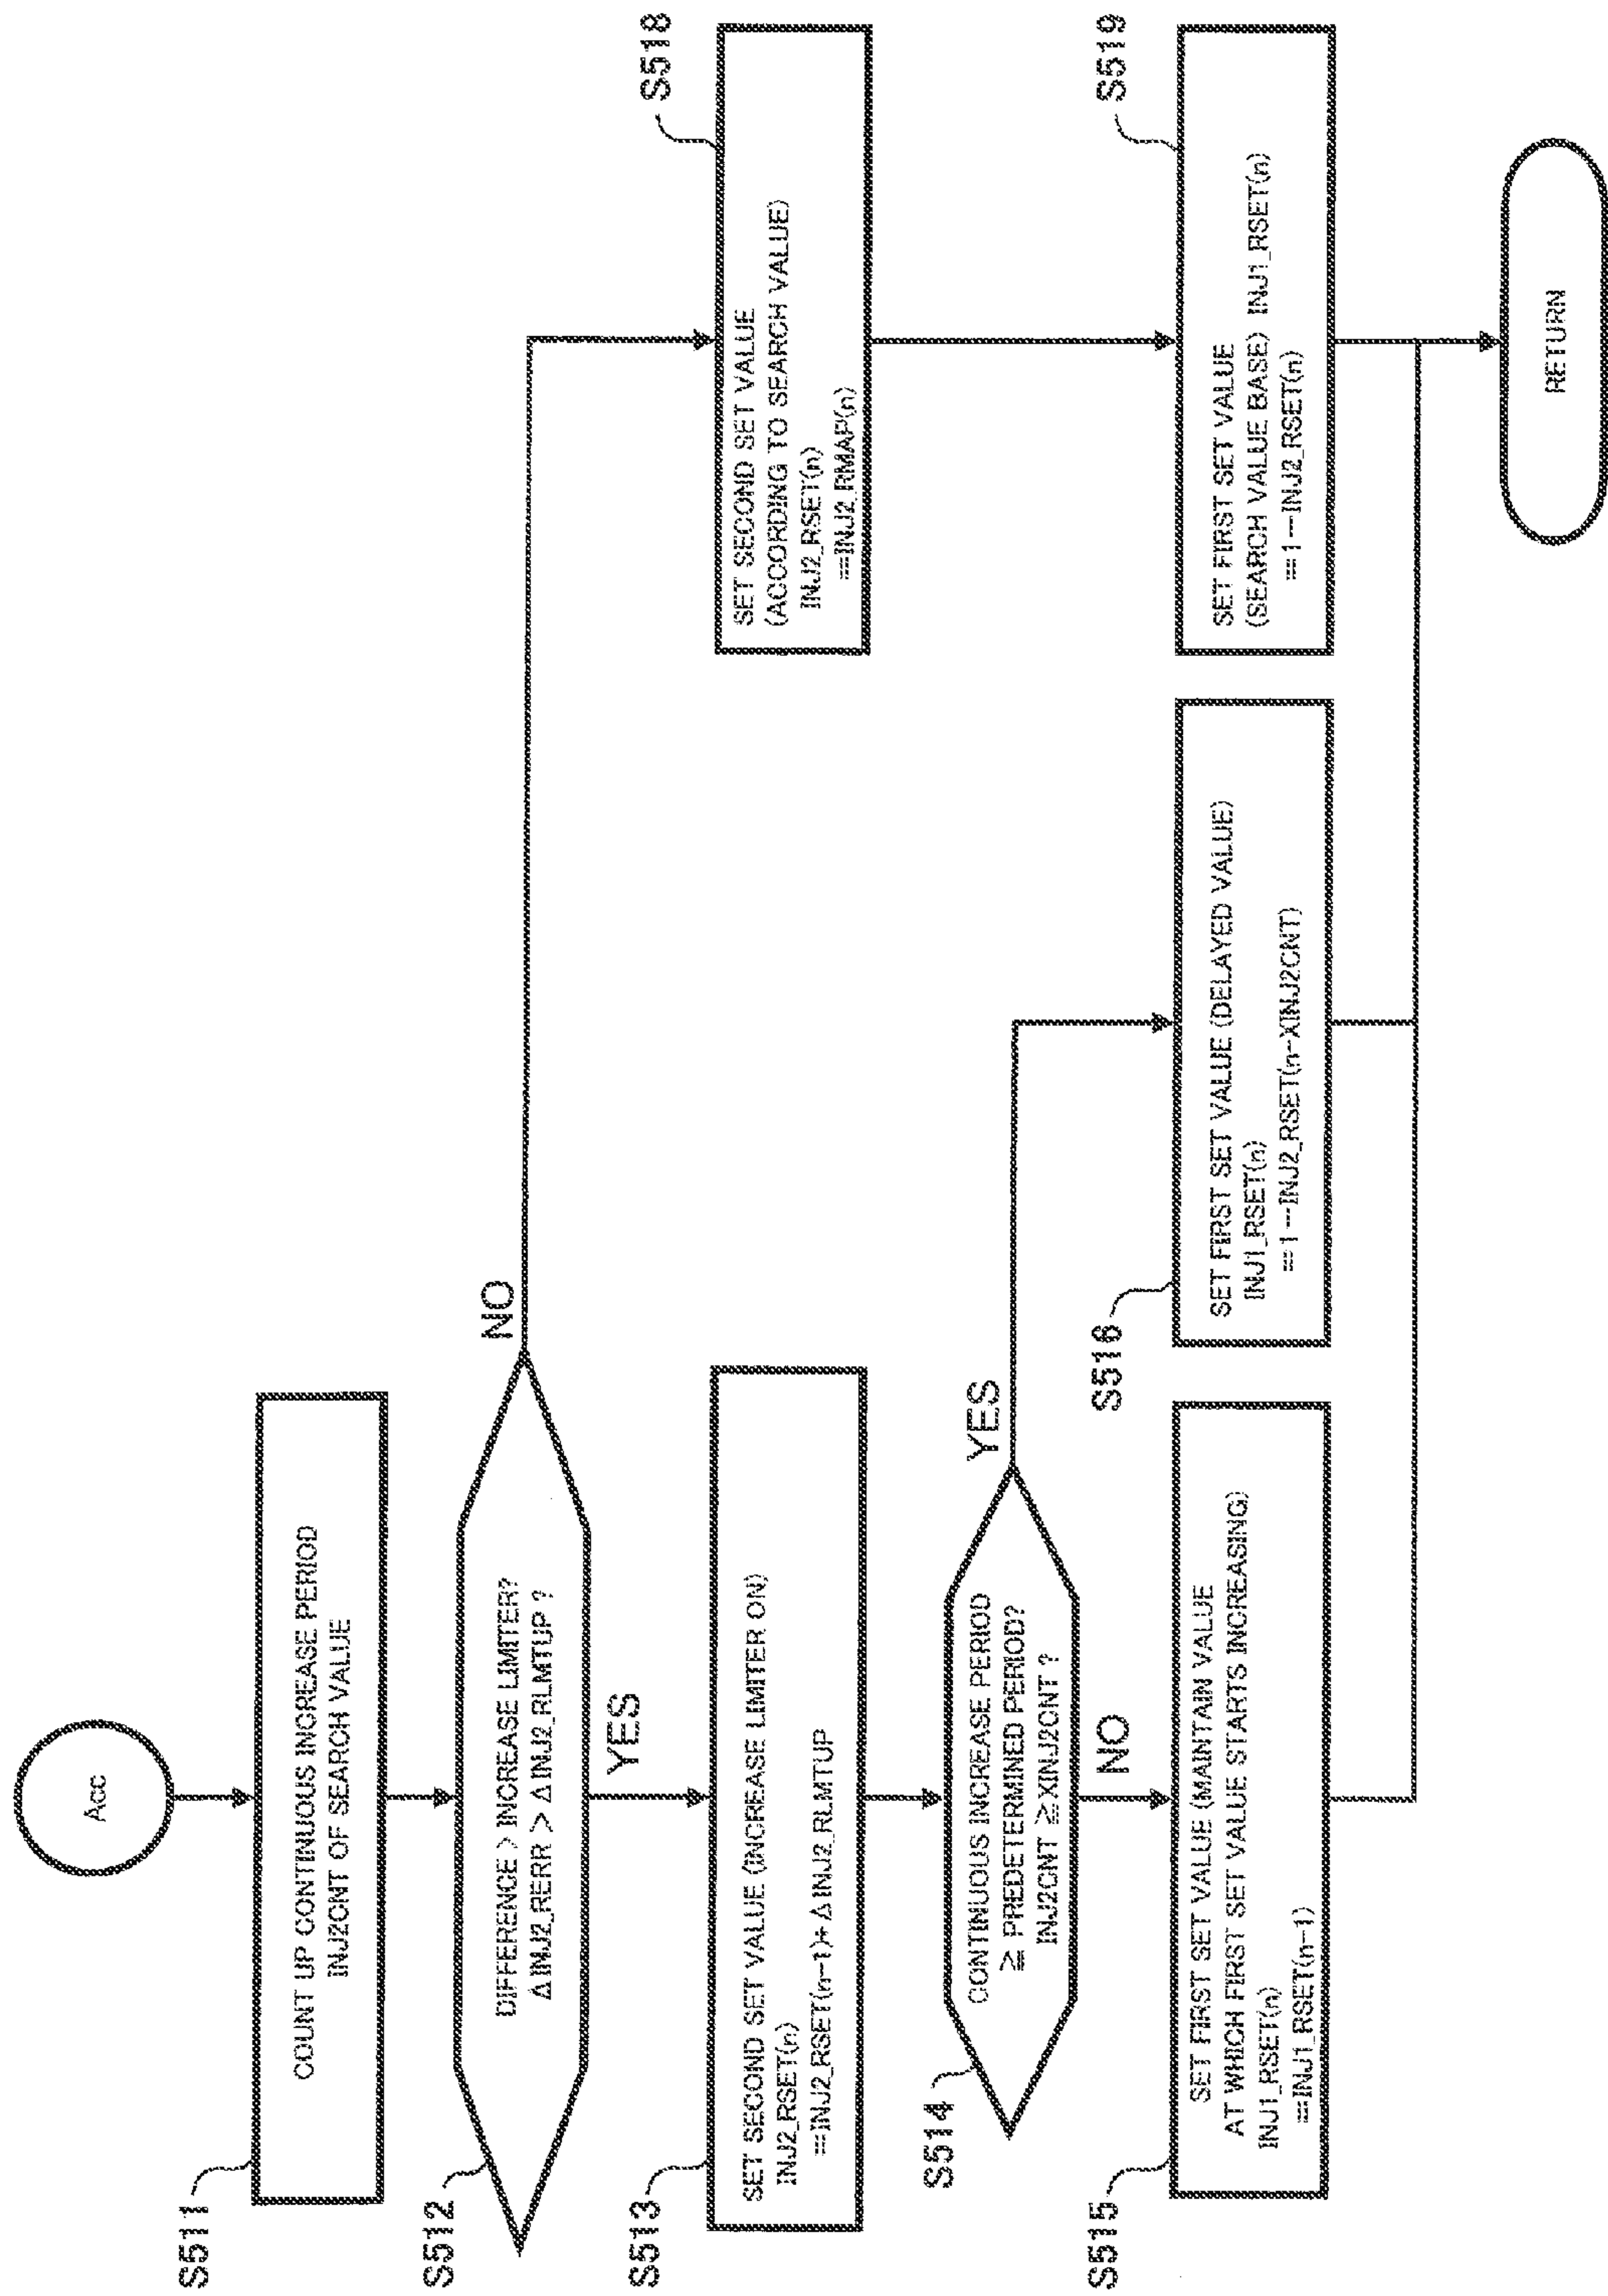 Acc
S511
COUNT UP CONTINUOUS INCREASE PERIOD
INJ2CNT OF SEARCH VALUE
S512
DIFFERENCE > INCREASE LIMITER?
ΔINJ2_RERR > ΔINJ2_RLMTUP ?
NO
YES
S513
SET SECOND SET VALUE (INCREASE LIMITER ON)
INJ2_RSET(n)
=INJ2_RSET(n-1)+ΔINJ2_RLMTUP
S514
CONTINUOUS INCREASE PERIOD
≧ PREDETERMINED PERIOD?
INJ2CNT ≧XINJ2CNT ?
YES
NO
S515
SET FIRST SET VALUE (MAINTAIN VALUE
AT WHICH FIRST SET VALUE STARTS INCREASING)
INJ1_RSET(n)
=INJ1_RSET(n-1)
S516
SET FIRST SET VALUE (DELAYED VALUE)
INJ1_RSET(n)
=1-INJ2_RSET(n-XINJ2CNT)
S518
SET SECOND SET VALUE
(ACCORDING TO SEARCH VALUE)
INJ2_RSET(n)
=INJ2_RMAP(n)
S519
SET FIRST SET VALUE
(SEARCH VALUE BASE) INJ1_RSET(n)
=1-INJ2_RSET(n)
RETURN